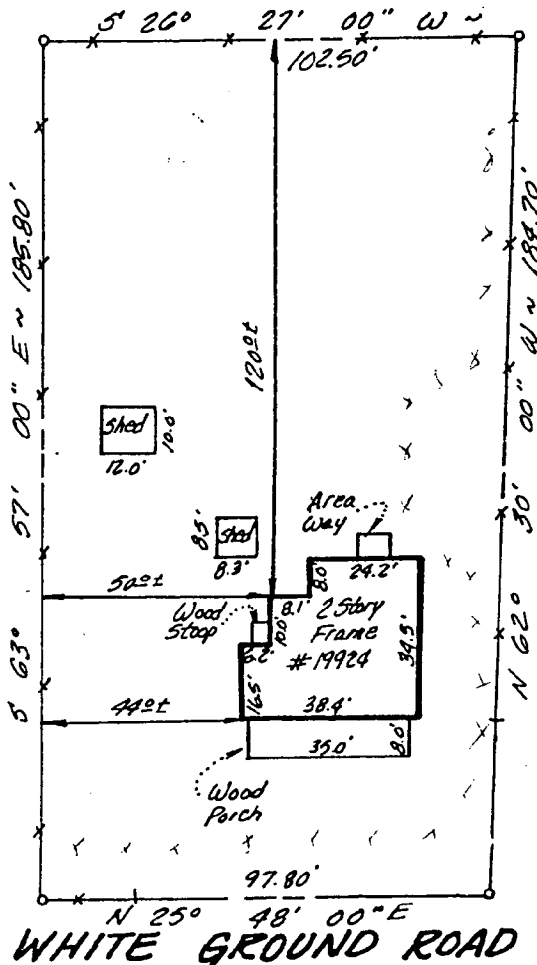 S 26° 27' 00" W ~
102.50'
S 63° 57' 00" E ~ 185.80'
N 62° 30' 00" W ~ 184.70'
120±
Shed
10.0'
12.0'
8.5'
Shed
8.3'
Area
Way
50±
8.0'
24.2'
8.1'
Wood
Stoop
10.0'
2 Story
Frame
# 19924
34.5'
6.2'
16.5'
38.4'
44±
35.0'
8.0'
Wood
Porch
97.80'
N 25° 48' 00" E
WHITE GROUND ROAD